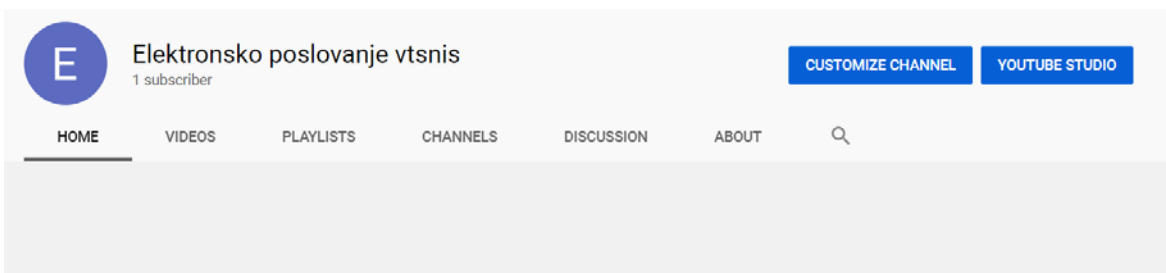 E
Elektronsko poslovanje vtsnis
1 subscriber
CUSTOMIZE CHANNEL
YOUTUBE STUDIO
HOME VIDEOS PLAYLISTS CHANNELS DISCUSSION ABOUT